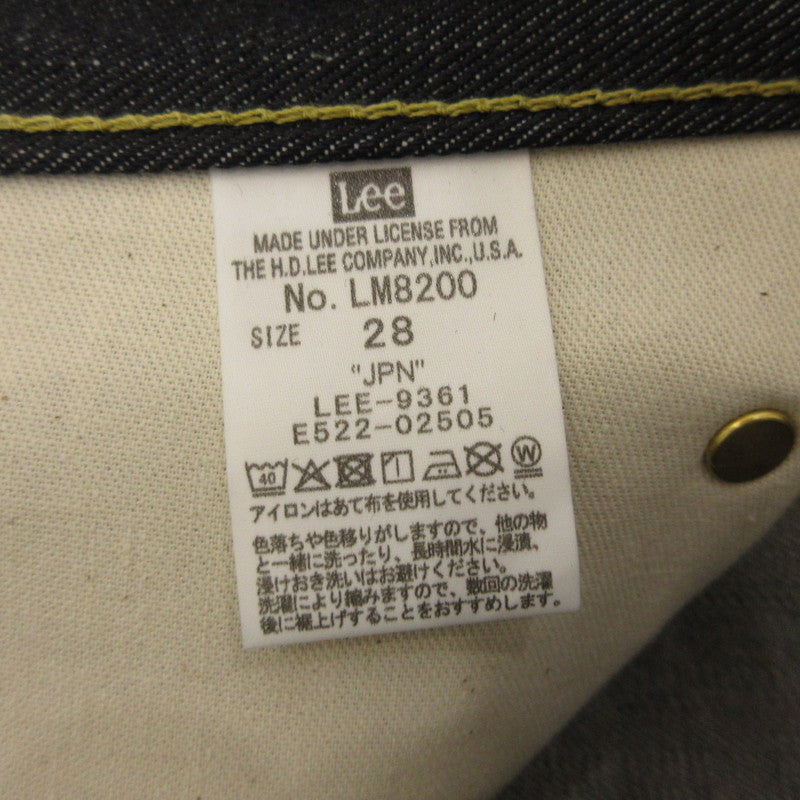 Lee
MADE UNDER LICENSE FROM
THE H.D.LEE COMPANY,INC.,U.S.A.
No. LM8200
SIZE 28
"JPN"
LEE-9361
E522-02505
40 W
アイロンはあて布を使用してください。
色落ちや色移りがしますので、他の物
と一緒に洗ったり、長時間水に浸漬、
浸けおき洗いはお避けください。
洗濯により縮みますので、数回の洗濯
後に裾上げすることをおすすめします。